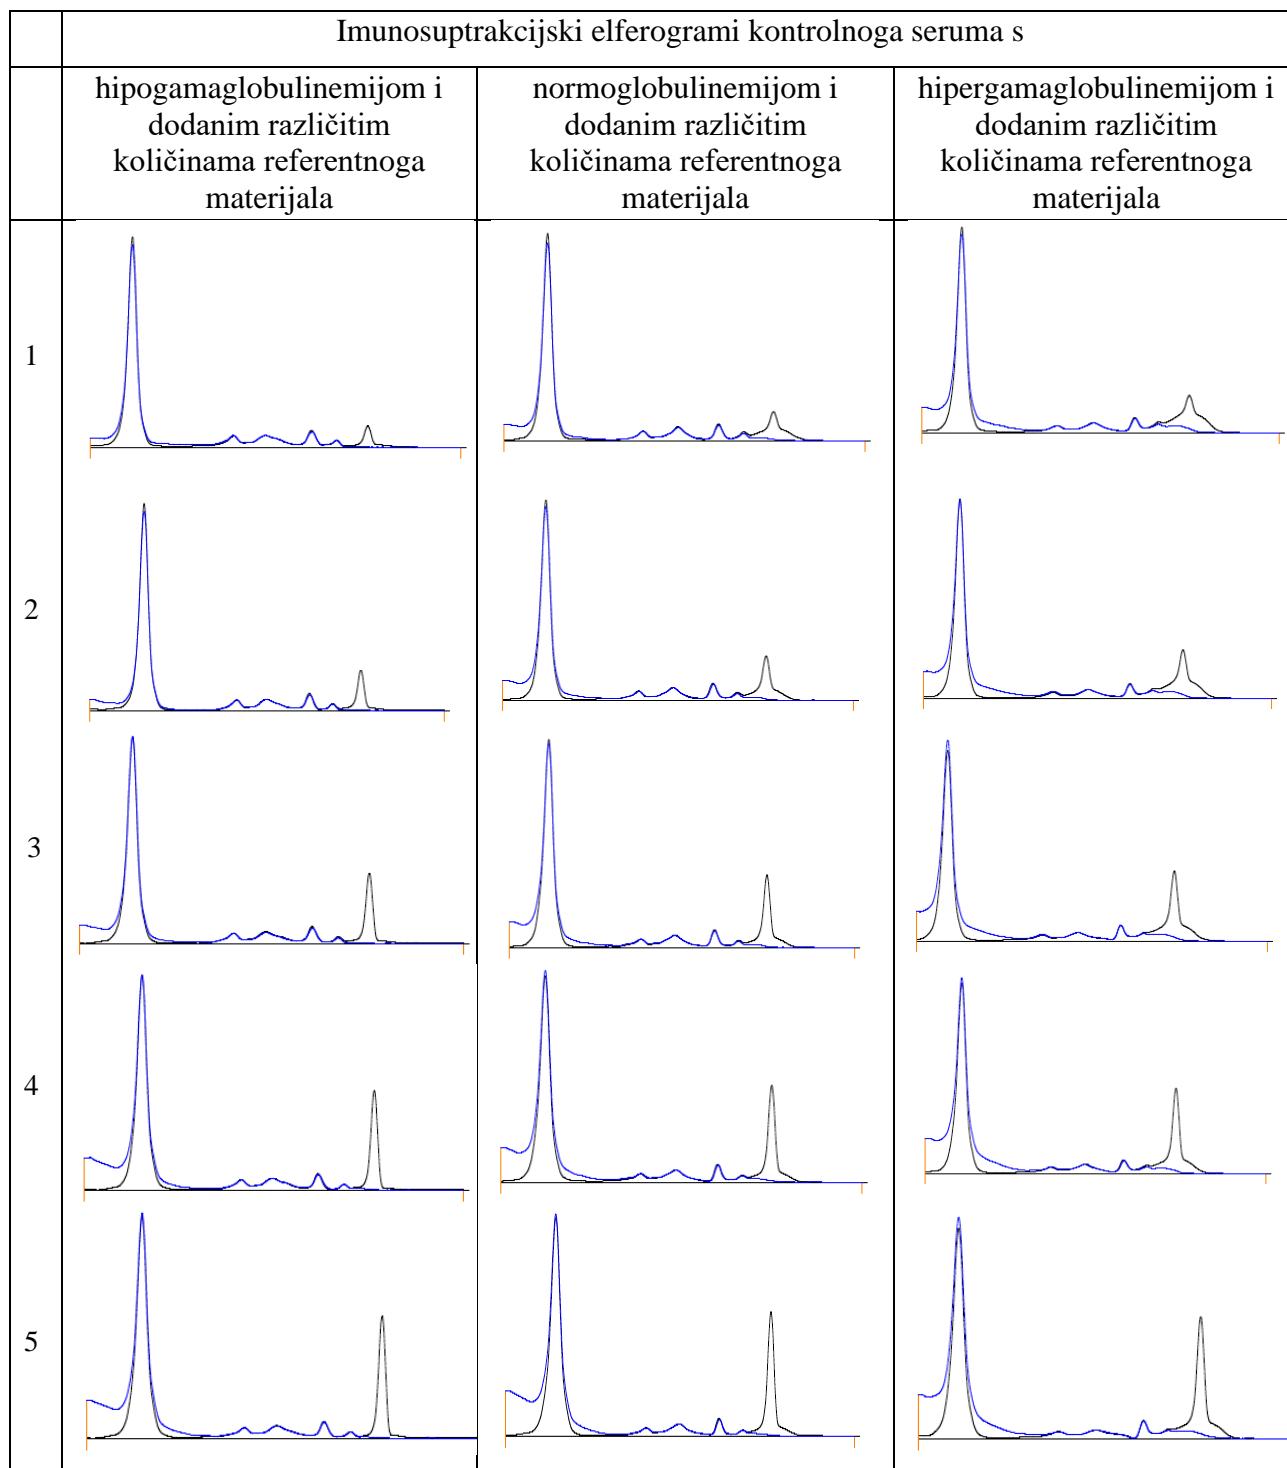 Imunosuptrakcijski elferogrami kontrolnoga seruma s
hipogamaglobulinemijom i
dodanim različitim
količinama referentnoga
materijala
normoglobulinemijom i
dodanim različitim
količinama referentnoga
materijala
hipergamaglobulinemijom i
dodanim različitim
količinama referentnoga
materijala
1
2
3
4
5